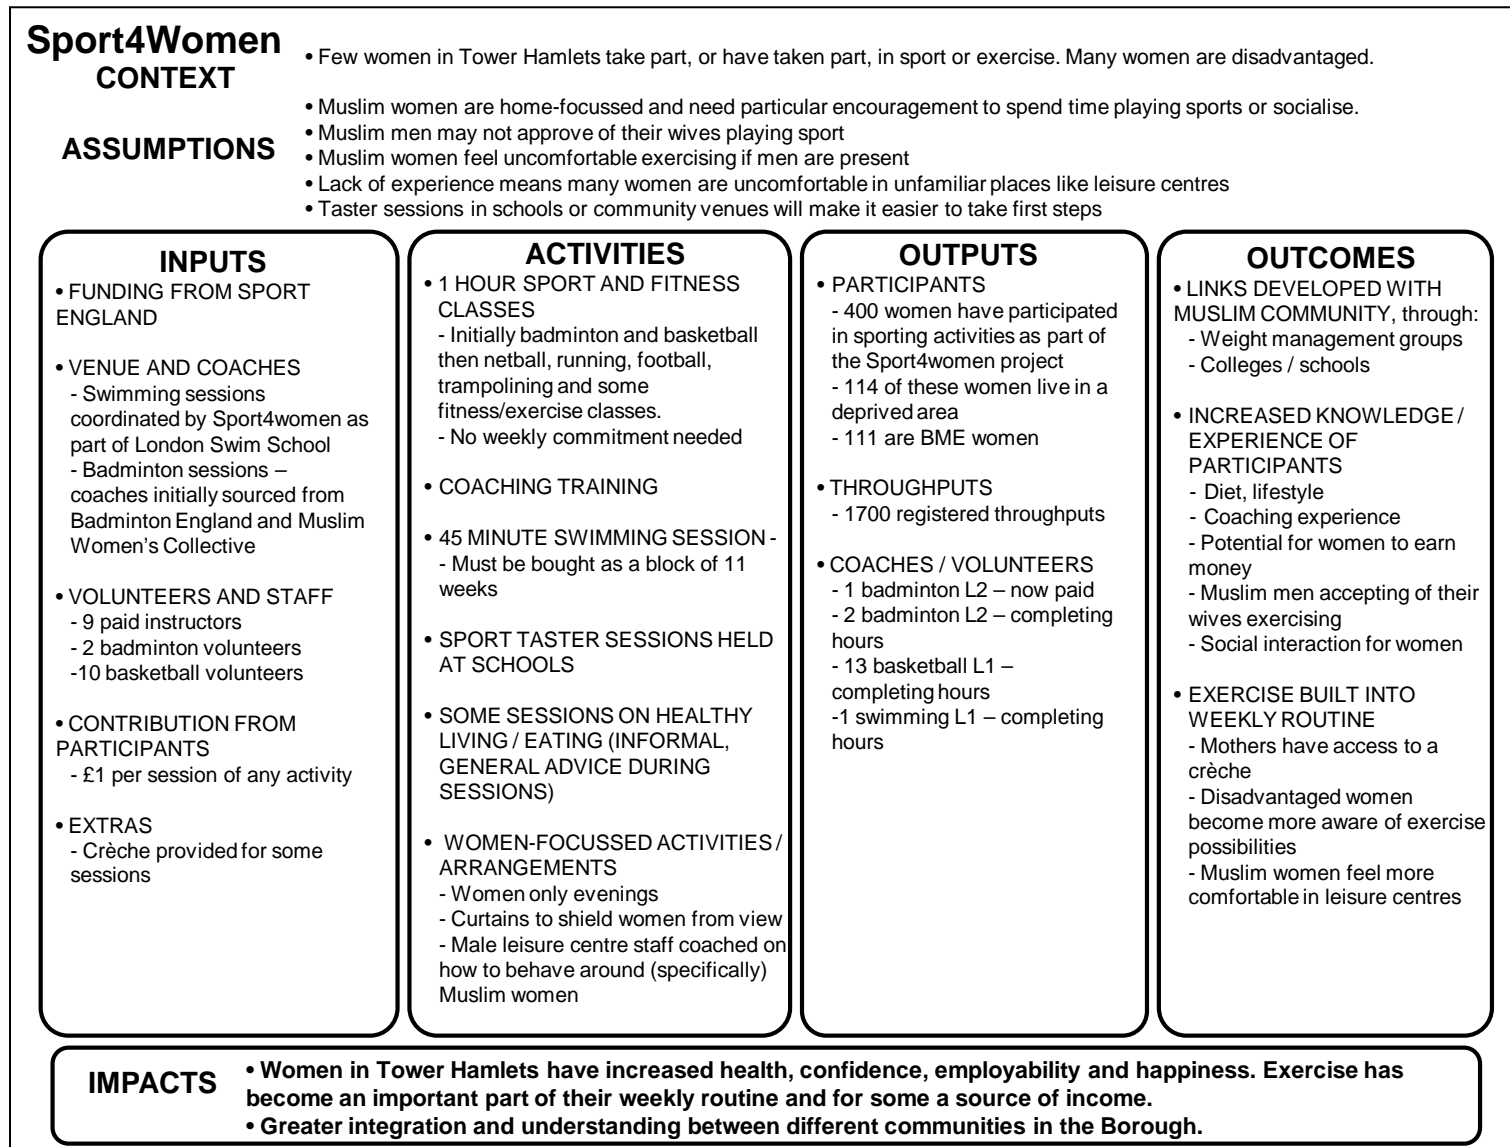 Sport4Women
CONTEXT
• Few women in Tower Hamlets take part, or have taken part, in sport or exercise. Many women are disadvantaged.
ASSUMPTIONS
• Muslim women are home-focussed and need particular encouragement to spend time playing sports or socialise.
• Muslim men may not approve of their wives playing sport
• Muslim women feel uncomfortable exercising if men are present
• Lack of experience means many women are uncomfortable in unfamiliar places like leisure centres
• Taster sessions in schools or community venues will make it easier to take first steps
INPUTS
• FUNDING FROM SPORT
ENGLAND
• VENUE AND COACHES
- Swimming sessions
coordinated by Sport4women as
part of London Swim School
- Badminton sessions –
coaches initially sourced from
Badminton England and Muslim
Women's Collective
• VOLUNTEERS AND STAFF
- 9 paid instructors
- 2 badminton volunteers
-10 basketball volunteers
• CONTRIBUTION FROM
PARTICIPANTS
- £1 per session of any activity
• EXTRAS
- Crèche provided for some
sessions
ACTIVITIES
• 1 HOUR SPORT AND FITNESS
CLASSES
- Initially badminton and basketball
then netball, running, football,
trampolining and some
fitness/exercise classes.
- No weekly commitment needed
• COACHING TRAINING
• 45 MINUTE SWIMMING SESSION -
- Must be bought as a block of 11
weeks
• SPORT TASTER SESSIONS HELD
AT SCHOOLS
• SOME SESSIONS ON HEALTHY
LIVING / EATING (INFORMAL,
GENERAL ADVICE DURING
SESSIONS)
• WOMEN-FOCUSSED ACTIVITIES /
ARRANGEMENTS
- Women only evenings
- Curtains to shield women from view
- Male leisure centre staff coached on
how to behave around (specifically)
Muslim women
OUTPUTS
• PARTICIPANTS
- 400 women have participated
in sporting activities as part of
the Sport4women project
- 114 of these women live in a
deprived area
- 111 are BME women
• THROUGHPUTS
- 1700 registered throughputs
• COACHES / VOLUNTEERS
- 1 badminton L2 – now paid
- 2 badminton L2 – completing
hours
- 13 basketball L1 –
completing hours
-1 swimming L1 – completing
hours
OUTCOMES
• LINKS DEVELOPED WITH
MUSLIM COMMUNITY, through:
- Weight management groups
- Colleges / schools
• INCREASED KNOWLEDGE /
EXPERIENCE OF
PARTICIPANTS
- Diet, lifestyle
- Coaching experience
- Potential for women to earn
money
- Muslim men accepting of their
wives exercising
- Social interaction for women
• EXERCISE BUILT INTO
WEEKLY ROUTINE
- Mothers have access to a
crèche
- Disadvantaged women
become more aware of exercise
possibilities
- Muslim women feel more
comfortable in leisure centres
IMPACTS
• Women in Tower Hamlets have increased health, confidence, employability and happiness. Exercise has
become an important part of their weekly routine and for some a source of income.
• Greater integration and understanding between different communities in the Borough.